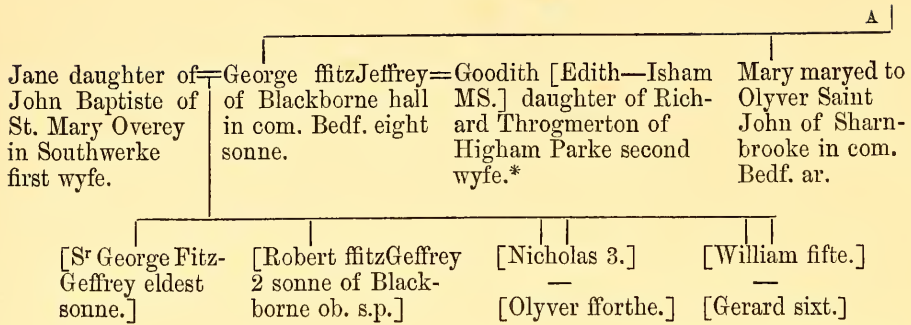 A
Jane daughter of
John Baptiste of
St. Mary Overey
in Southwerke
first wyfe.
=George ffitzJeffrey=
of Blackborne hall
in com. Bedf. eight
sonne.
Goodith [Edith—Isham
MS.] daughter of Rich-
ard Throgmerton of
Higham Parke second
wyfe.*
Mary maryed to
Olyver Saint
John of Sharn-
brooke in com.
Bedf. ar.
[Sʳ George Fitz-
Geffrey eldest
sonne.]
[Robert ffitzGeffrey
2 sonne of Black-
borne ob. s.p.]
[Nicholas 3.]
—
[Olyver fforthe.]
[William fifte.]
—
[Gerard sixt.]